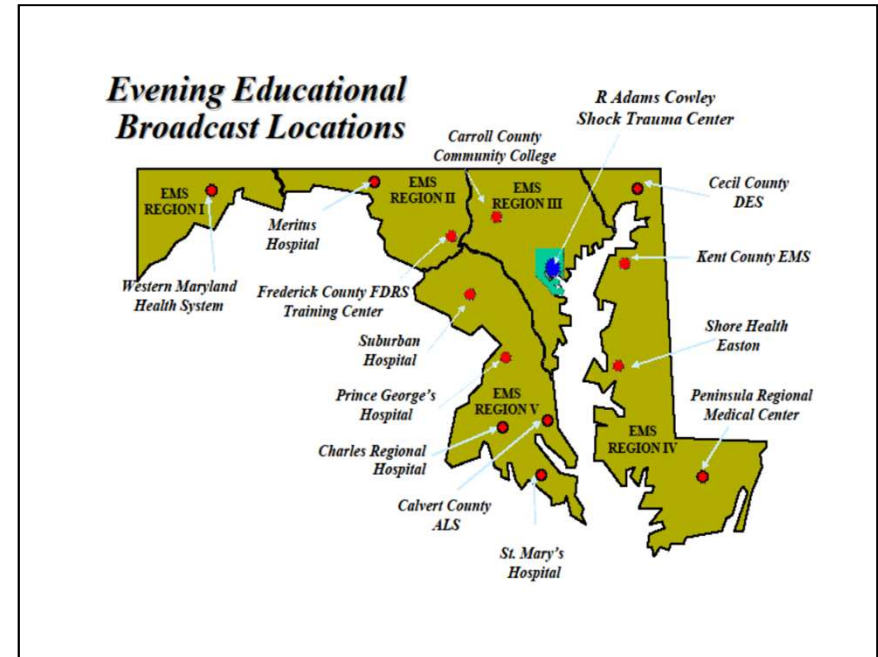 Evening Educational
Broadcast Locations
R Adams Cowley
Shock Trauma Center
Carroll County
Community College
Cecil County
DES
EMS
REGION I
EMS
REGION II
EMS
REGION III
Meritus
Hospital
Kent County EMS
Western Maryland
Health System
Frederick County FDRS
Training Center
Suburban
Hospital
Shore Health
Easton
Prince George's
Hospital
EMS
REGION V
Peninsula Regional
Medical Center
Charles Regional
Hospital
EMS
REGION IV
Calvert County
ALS
St. Mary's
Hospital